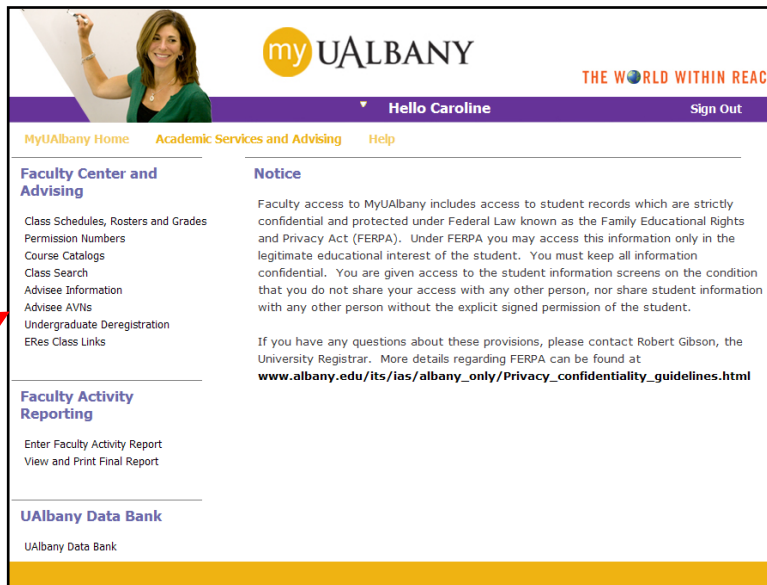 my UALBANY
THE WORLD WITHIN REAC
Hello Caroline
Sign Out
MyUAlbany Home Academic Services and Advising Help
Faculty Center and
Advising
Class Schedules, Rosters and Grades
Permission Numbers
Course Catalogs
Class Search
Advisee Information
Advisee AVNs
Undergraduate Deregistration
ERes Class Links
Faculty Activity
Reporting
Enter Faculty Activity Report
View and Print Final Report
UAlbany Data Bank
UAlbany Data Bank
Notice
Faculty access to MyUAlbany includes access to student records which are strictly
confidential and protected under Federal Law known as the Family Educational Rights
and Privacy Act (FERPA). Under FERPA you may access this information only in the
legitimate educational interest of the student. You must keep all information
confidential. You are given access to the student information screens on the condition
that you do not share your access with any other person, nor share student information
with any other person without the explicit signed permission of the student.
If you have any questions about these provisions, please contact Robert Gibson, the
University Registrar. More details regarding FERPA can be found at
www.albany.edu/its/ias/albany_only/Privacy_confidentiality_guidelines.html